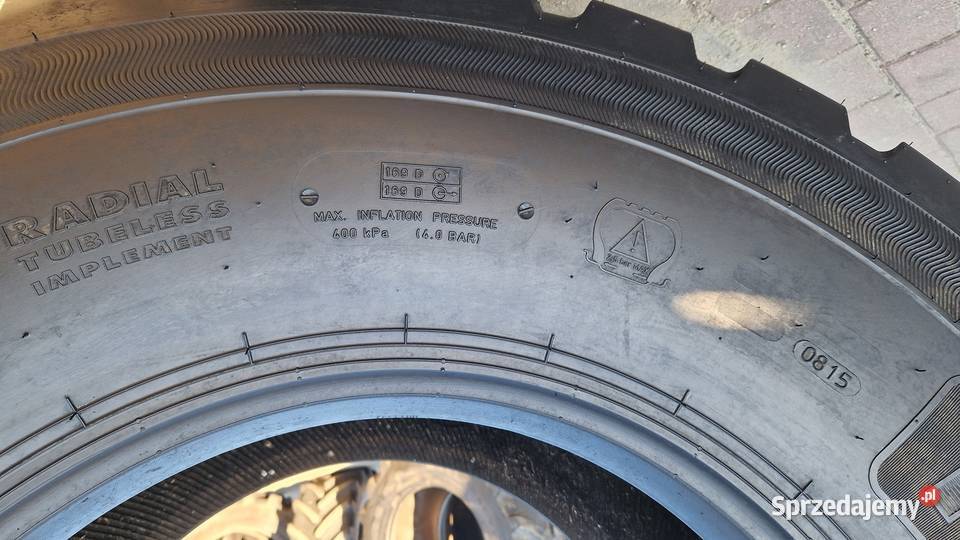 RADIAL
TUBELESS
IMPLEMENT
169 D
169 D
MAX. INFLATION PRESSURE
400 kPa (4.0 BAR)
0815
Sprzedajemy.pl